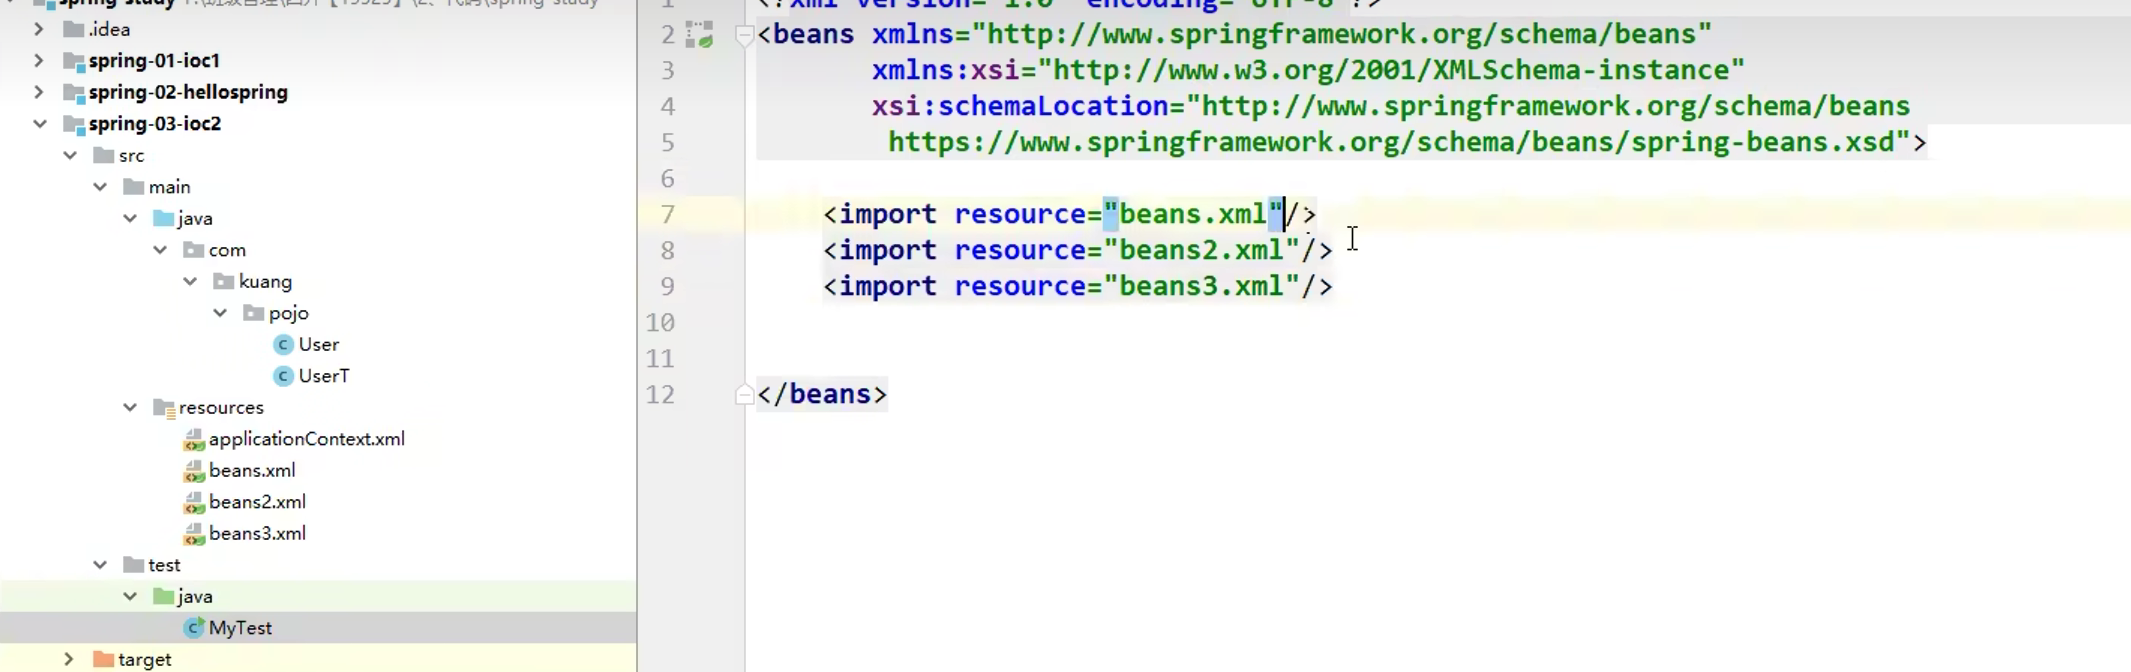 spring-study
.idea
spring-01-ioc1
spring-02-hellospring
spring-03-ioc2
src
main
java
com
kuang
pojo
User
UserT
resources
applicationContext.xml
beans.xml
beans2.xml
beans3.xml
test
java
MyTest
target
1 <?xml version="1.0" encoding="UTF-8"?>
2 <beans xmlns="http://www.springframework.org/schema/beans"
3 xmlns:xsi="http://www.w3.org/2001/XMLSchema-instance"
4 xsi:schemaLocation="http://www.springframework.org/schema/beans
5 https://www.springframework.org/schema/beans/spring-beans.xsd">
6
7 <import resource="beans.xml"/>
8 <import resource="beans2.xml"/>
9 <import resource="beans3.xml"/>
10
11
12 </beans>